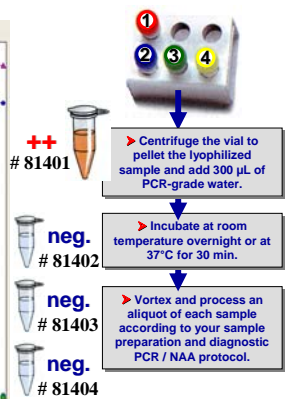 1
2
3
4
++
# 81401
➤ Centrifuge the vial to
pellet the lyophilized
sample and add 300 µL of
PCR-grade water.
neg.
# 81402
➤ Incubate at room
temperature overnight or at
37°C for 30 min.
neg.
# 81403
➤ Vortex and process an
aliquot of each sample
according to your sample
preparation and diagnostic
PCR / NAA protocol.
neg.
# 81404